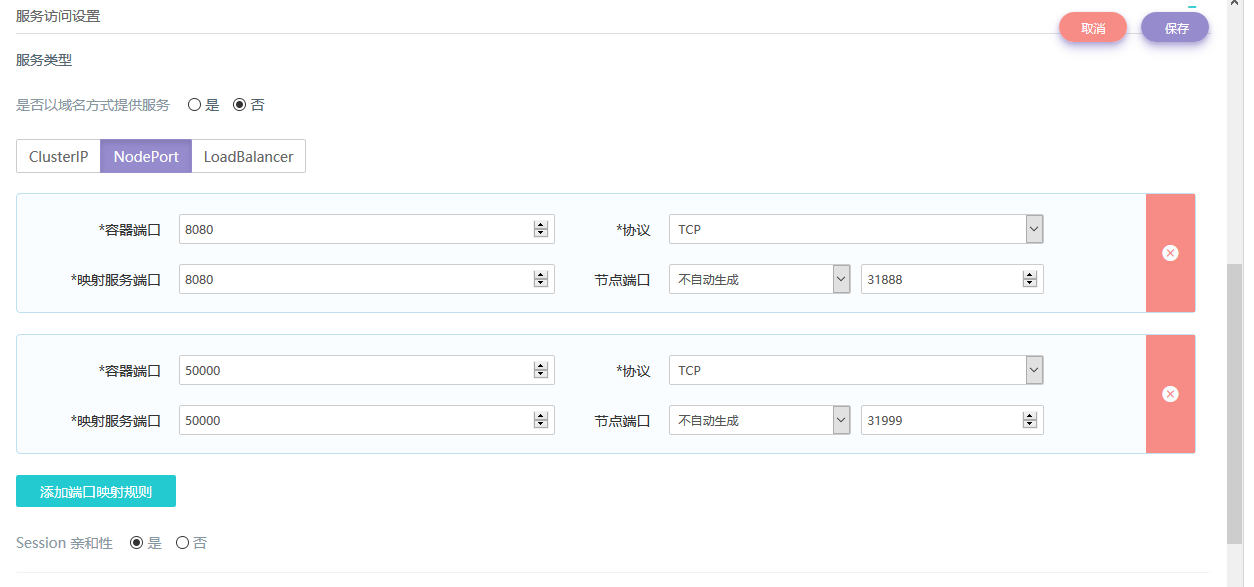 服务访问设置
取消 保存
服务类型
是否以域名方式提供服务 是 否
ClusterIP NodePort LoadBalancer
*容器端口 8080 *协议 TCP
*映射服务端口 8080 节点端口 不自动生成 31888
*容器端口 50000 *协议 TCP
*映射服务端口 50000 节点端口 不自动生成 31999
添加端口映射规则
Session 亲和性 是 否